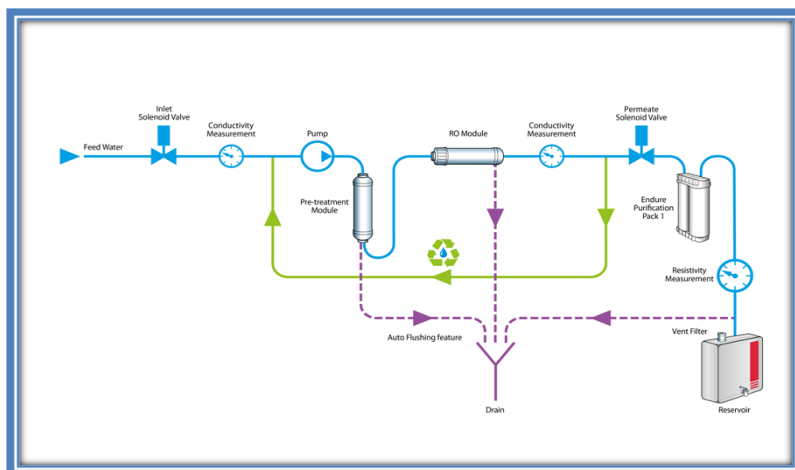 Inlet
Solenoid Valve
Conductivity
Measurement
Pump
RO Module
Conductivity
Measurement
Permeate
Solenoid Valve
Feed Water
Pre-treatment
Module
Endure
Purification
Pack 1
Resistivity
Measurement
Auto Flushing feature
Vent Filter
Drain
Reservoir